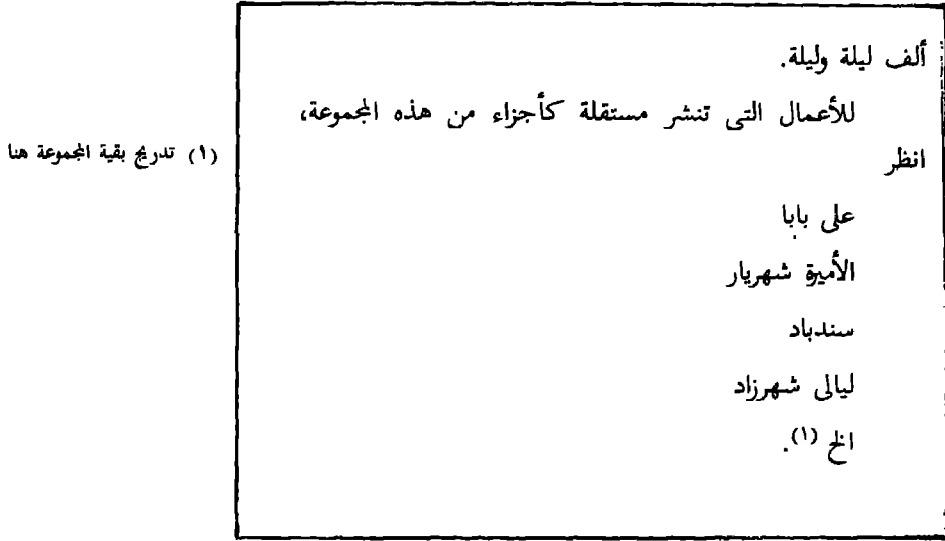 ألف ليلة وليلة.
للأعمال التى تنشر مستقلة كأجزاء من هذه المجموعة،
انظر
على بابا
الأميرة شهريار
سندباد
ليالى شهرزاد
الخ (١).
(١) تدريج بقية المجموعة هنا